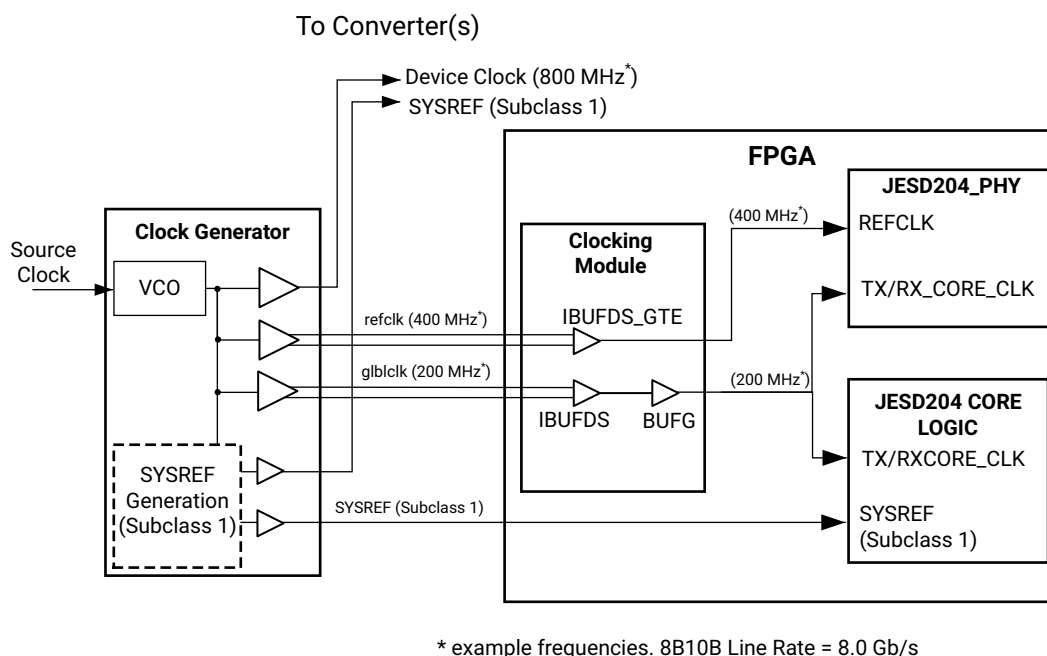 To Converter(s)
Device Clock (800 MHz*)
SYSREF (Subclass 1)
FPGA
JESD204_PHY
REFCLK
TX/RX_CORE_CLK
(400 MHz*)
Clock Generator
Source
Clock
VCO
Clocking
Module
refclk (400 MHz*)
IBUFDS_GTE
glblclk (200 MHz*)
IBUFDS
BUFG
(200 MHz*)
JESD204 CORE
LOGIC
TX/RXCORE_CLK
SYSREF
(Subclass 1)
SYSREF
Generation
(Subclass 1)
SYSREF (Subclass 1)
* example frequencies. 8B10B Line Rate = 8.0 Gb/s